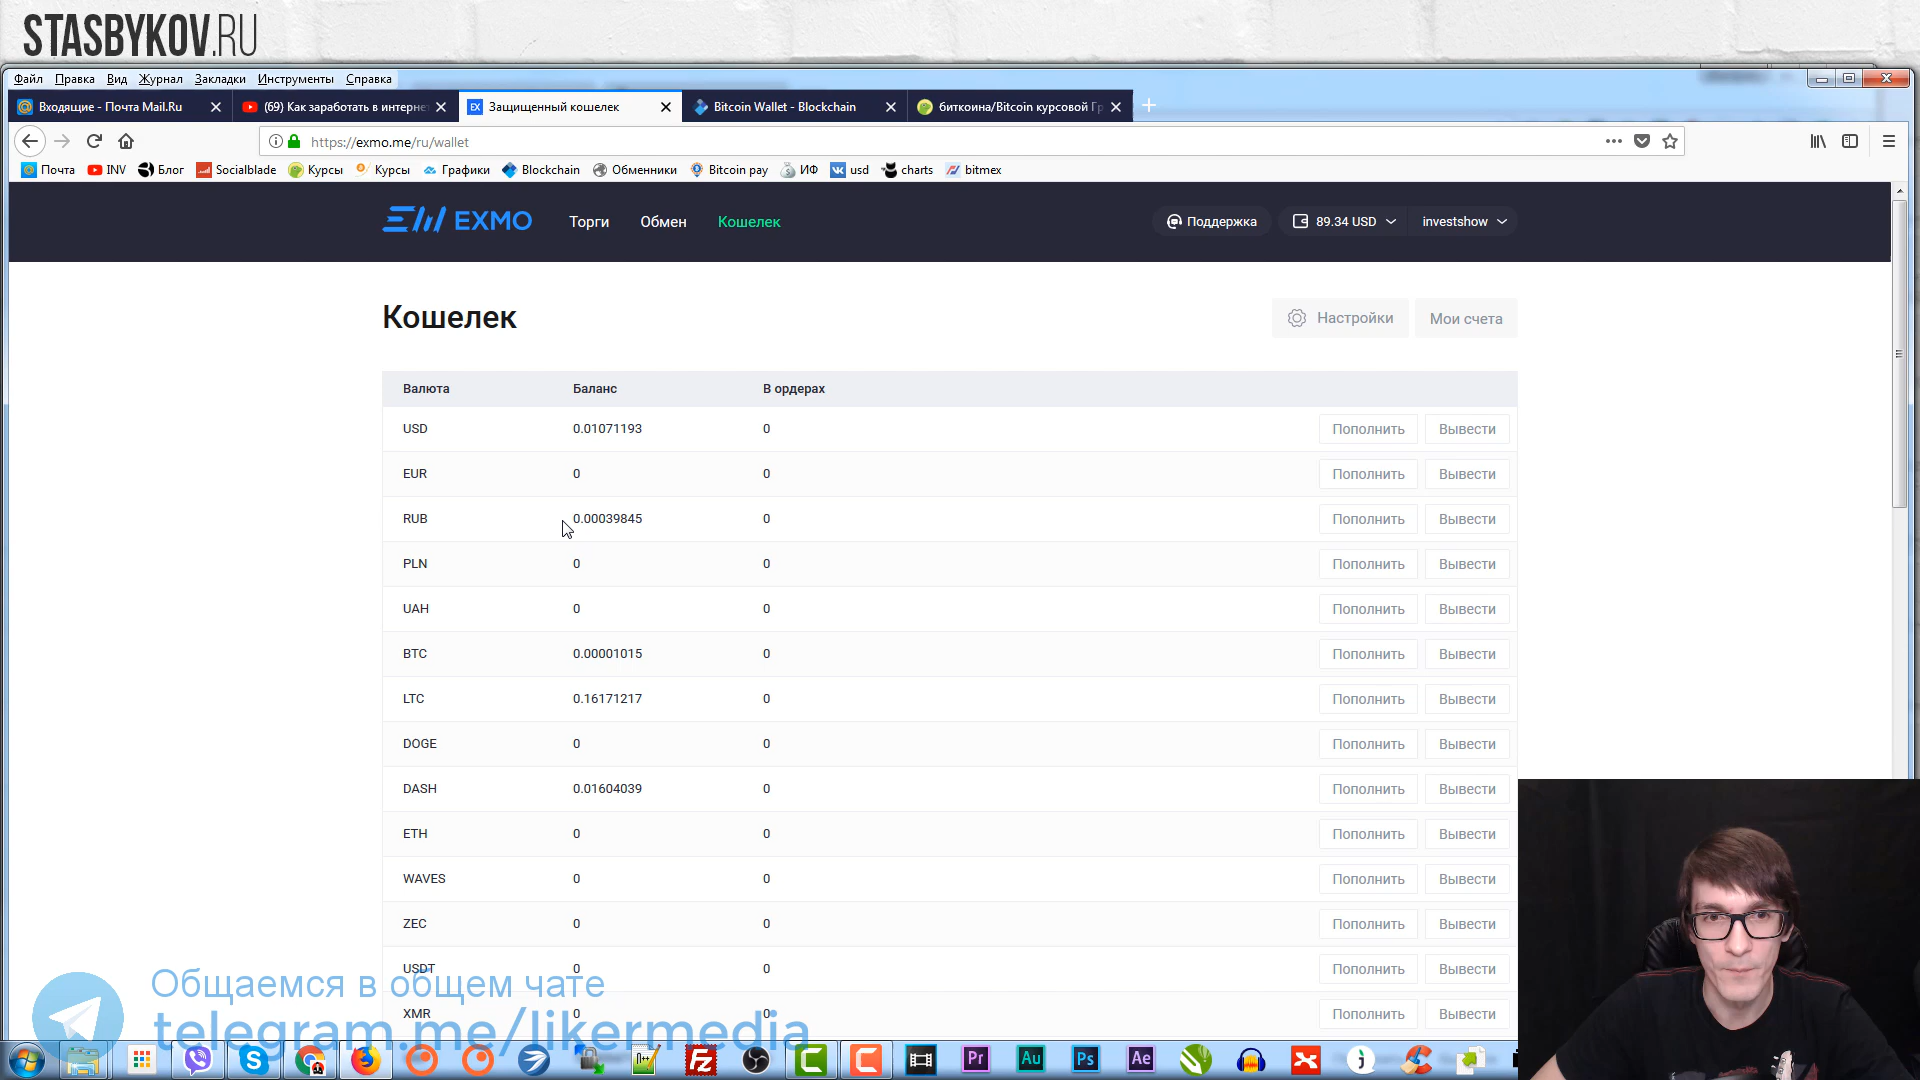 STASBYKOV.RU
Файл Правка Вид Журнал Закладки Инструменты Справка
Входящие - Почта Mail.Ru
(69) Как заработать в интерне
Защищенный кошелек
Bitcoin Wallet - Blockchain
биткоина/Bitcoin курсовой Гр
https://exmo.me/ru/wallet
Почта INV Блог Socialblade Курсы Курсы Графики Blockchain Обменники Bitcoin pay ИФ usd charts bitmex
EXMO Торги Обмен Кошелек Поддержка 89.34 USD investshow
Кошелек Настройки Мои счета
Валюта Баланс В ордерах
USD 0.01071193 0 Пополнить Вывести
EUR 0 0 Пополнить Вывести
RUB 0.00039845 0 Пополнить Вывести
PLN 0 0 Пополнить Вывести
UAH 0 0 Пополнить Вывести
BTC 0.00001015 0 Пополнить Вывести
LTC 0.16171217 0 Пополнить Вывести
DOGE 0 0 Пополнить Вывести
DASH 0.01604039 0 Пополнить Вывести
ETH 0 0 Пополнить Вывести
WAVES 0 0 Пополнить Вывести
ZEC 0 0 Пополнить Вывести
USDT 0 0 Пополнить Вывести
XMR 0 0 Пополнить Вывести
Общаемся в общем чате
telegram.me/likermedia
Pr Au Ps Ae